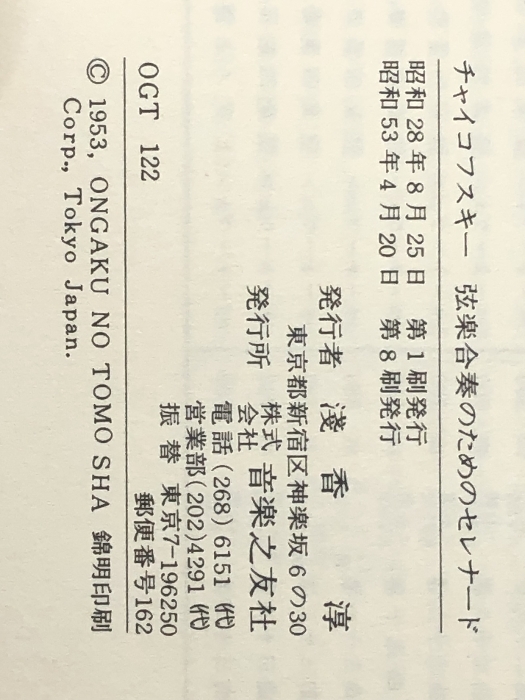 チャイコフスキー 弦楽合奏のためのセレナード
昭和28年8月25日 第1刷発行
昭和53年4月20日 第8刷発行
発行者 淺香 淳
東京都新宿区神楽坂6の30
発行所 株式会社 音楽之友社
電話(268)6151(代)
営業部(202)4291(代)
振替 東京7-196250
郵便番号162
OGT 122
© 1953, ONGAKU NO TOMO SHA 錦明印刷
Corp., Tokyo Japan.